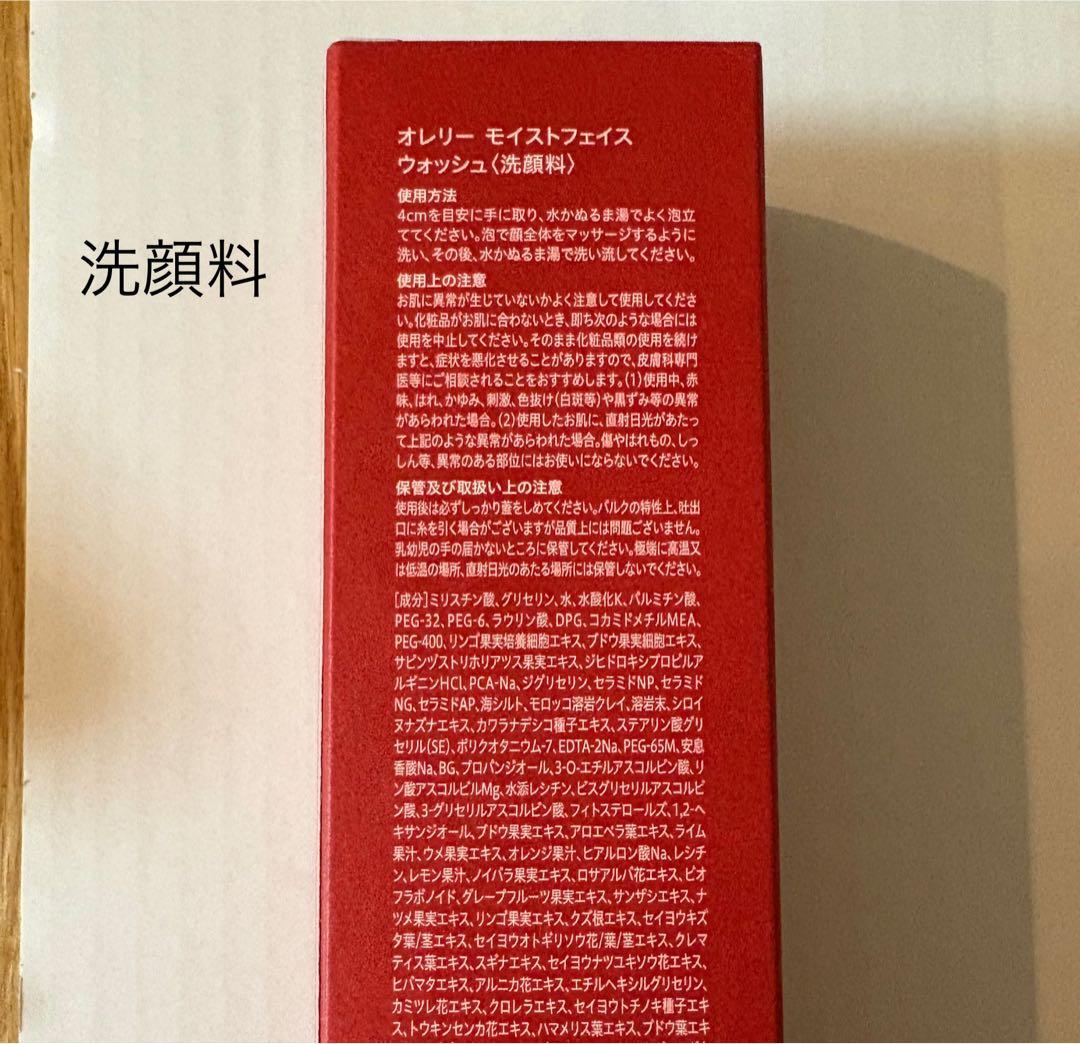 洗顔料
オレリー モイストフェイス
ウォッシュ〈洗顔料〉
使用方法
4cmを目安に手に取り、水かぬるま湯でよく泡立
ててください。泡で顔全体をマッサージするように
洗い、その後、水かぬるま湯で洗い流してください。
使用上の注意
お肌に異常が生じていないかよく注意して使用してくださ
い。化粧品がお肌に合わないとき、即ち次のような場合には
使用を中止してください。そのまま化粧品類の使用を続け
ますと、症状を悪化させることがありますので、皮膚科専門
医等にご相談されることをおすすめします。(1)使用中、赤
味、はれ、かゆみ、刺激、色抜け(白斑等)や黒ずみ等の異常
があらわれた場合。(2)使用したお肌に、直射日光があたっ
て上記のような異常があらわれた場合。傷やはれもの、しっ
しん等、異常のある部位にはお使いにならないでください。
保管及び取扱い上の注意
使用後は必ずしっかり蓋をしめてください。バルクの特性上、吐出
口に糸を引く場合がございますが品質上には問題ございません。
乳幼児の手の届かないところに保管してください。極端に高温又
は低温の場所、直射日光のあたる場所には保管しないでください。
[成分]ミリスチン酸、グリセリン、水、水酸化K、パルミチン酸、
PEG-32、PEG-6、ラウリン酸、DPG、コカミドメチルMEA、
PEG-400、リンゴ果実培養細胞エキス、ブドウ果実細胞エキス、
サピンヅストリホリアツス果実エキス、ジヒドロキシプロピルア
ルギニンHCl、PCA-Na、ジグリセリン、セラミドNP、セラミド
NG、セラミドAP、海シルト、モロッコ溶岩クレイ、溶岩末、シロイ
ヌナズナエキス、カワラナデシコ種子エキス、ステアリン酸グリ
セリル(SE)、ポリクオタニウム-7、EDTA-2Na、PEG-65M、安息
香酸Na、BG、プロパンジオール、3-O-エチルアスコルビン酸、リ
ン酸アスコルビルMg、水添レシチン、ビスグリセリルアスコルビ
ン酸、3-グリセリルアスコルビン酸、フィトステロールズ、1,2-ヘ
キサンジオール、ブドウ果実エキス、アロエベラ葉エキス、ライム
果汁、ウメ果実エキス、オレンジ果汁、ヒアルロン酸Na、レシチ
ン、レモン果汁、ノイバラ果実エキス、ロサアルバ花エキス、ビオ
フラボノイド、グレープフルーツ果実エキス、サンザシエキス、ナ
ツメ果実エキス、リンゴ果実エキス、クズ根エキス、セイヨウキズ
タ葉/茎エキス、セイヨウオトギリソウ花/葉/茎エキス、クレマ
ティス葉エキス、スギナエキス、セイヨウナツユキソウ花エキス、
ヒバマタエキス、アルニカ花エキス、エチルヘキシルグリセリン、
カミツレ花エキス、クロレラエキス、セイヨウトチノキ種子エキ
ス、トウキンセンカ花エキス、ハマメリス葉エキス、ブドウ葉エキ